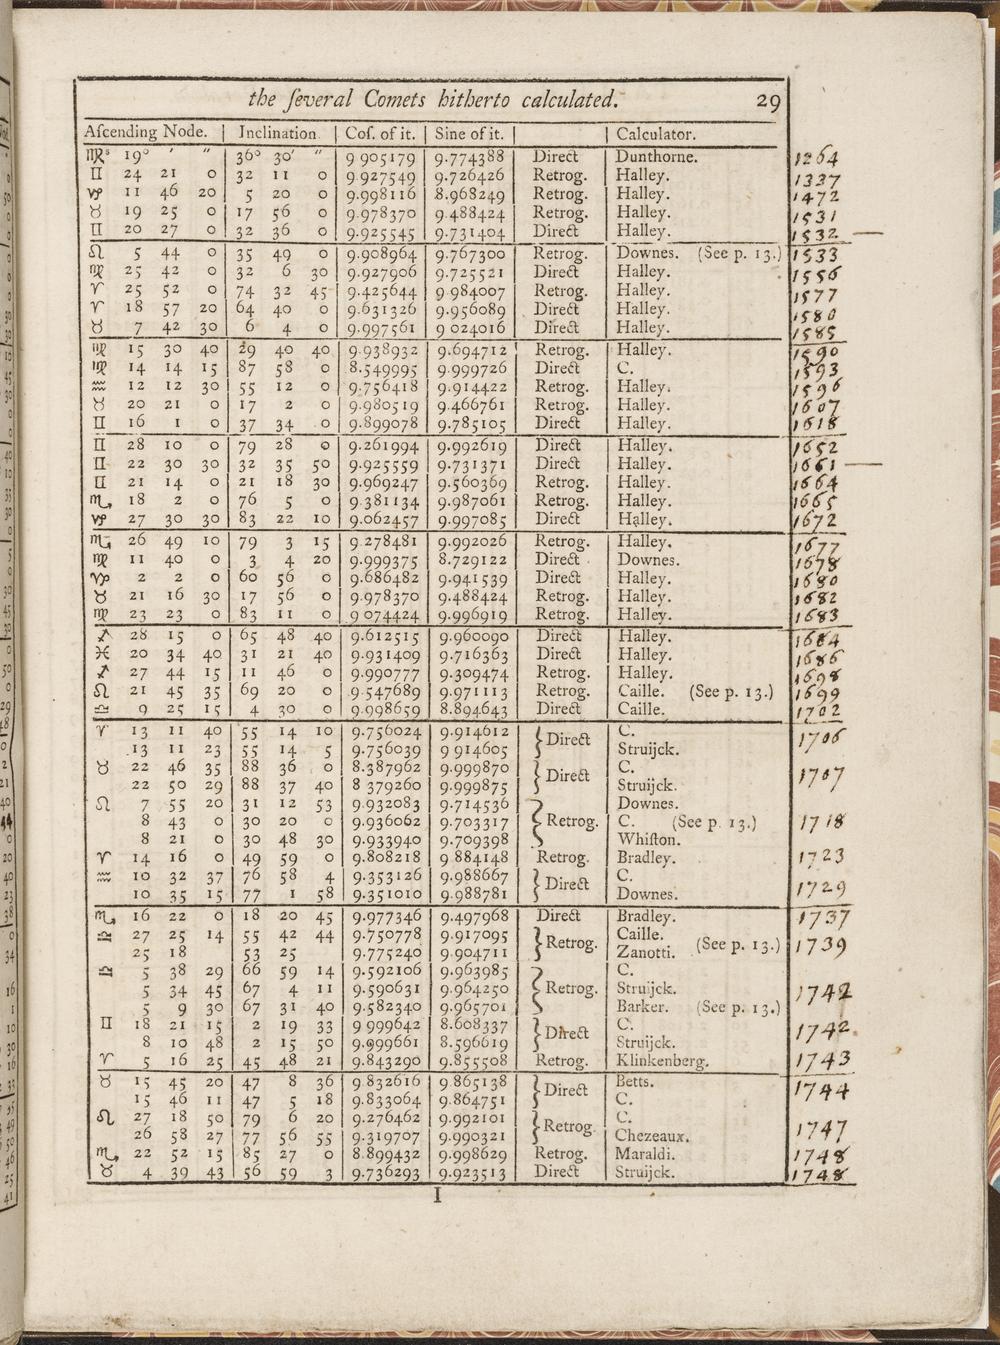 the ſeveral Comets hitherto calculated. 29
Aſcending Node. | Inclination | Coſ. of it. | Sine of it. | | Calculator.
♍ˢ 19° ′ ″ | 36° 30′ ″ | 9 905179 | 9.774388 | Direct | Dunthorne. 1264
♊ 24 21 0 | 32 11 0 | 9.927549 | 9.726426 | Retrog. | Halley. 1337
♑ 11 46 20 | 5 20 0 | 9.998116 | 8.968249 | Retrog. | Halley. 1472
♉ 19 25 0 | 17 56 0 | 9.978370 | 9.488424 | Retrog. | Halley. 1531
♊ 20 27 0 | 32 36 0 | 9.925545 | 9.731404 | Direct | Halley. 1532 —
♌ 5 44 0 | 35 49 0 | 9.908964 | 9.767300 | Retrog. | Downes. (See p. 13.) 1533
♍ 25 42 0 | 32 6 30 | 9.927906 | 9.725521 | Direct | Halley. 1556
♈ 25 52 0 | 74 32 45 | 9.425644 | 9 984007 | Retrog. | Halley. 1577
♈ 18 57 20 | 64 40 0 | 9.631326 | 9.956089 | Direct | Halley. 1580
♉ 7 42 30 | 6 4 0 | 9.997561 | 9 024016 | Direct | Halley. 1585
♍ 15 30 40 | 29 40 40 | 9.938932 | 9.694712 | Retrog. | Halley. 1590
♍ 14 14 15 | 87 58 0 | 8.549995 | 9.999726 | Direct | C. 1593
♒ 12 12 30 | 55 12 0 | 9.756418 | 9.914422 | Retrog. | Halley. 1596
♉ 20 21 0 | 17 2 0 | 9.980519 | 9.466761 | Retrog. | Halley. 1607
♊ 16 1 0 | 37 34 0 | 9.899078 | 9.785105 | Direct | Halley. 1618
♊ 28 10 0 | 79 28 0 | 9.261994 | 9.992619 | Direct | Halley. 1652
♊ 22 30 30 | 32 35 50 | 9.925559 | 9.731371 | Direct | Halley. 1661 —
♊ 21 14 0 | 21 18 30 | 9.969247 | 9.560369 | Retrog. | Halley. 1664
♏ 18 2 0 | 76 5 0 | 9 381134 | 9.987061 | Retrog. | Halley. 1665
♑ 27 30 30 | 83 22 10 | 9.062457 | 9.997085 | Direct | Halley. 1672
♏ 26 49 10 | 79 3 15 | 9 278481 | 9.992026 | Retrog. | Halley. 1677
♍ 11 40 0 | 3 4 20 | 9.999375 | 8.729122 | Direct | Downes. 1678
♑ 2 2 0 | 60 56 0 | 9.686482 | 9.941539 | Direct | Halley. 1680
♉ 21 16 30 | 17 56 0 | 9.978370 | 9.488424 | Retrog. | Halley. 1682
♍ 23 23 0 | 83 11 0 | 9 074424 | 9.996919 | Retrog. | Halley. 1683
♐ 28 15 0 | 65 48 40 | 9.612515 | 9.960090 | Direct | Halley. 1684
♓ 20 34 40 | 31 21 40 | 9.931409 | 9.716363 | Direct | Halley. 1686
♐ 27 44 15 | 11 46 0 | 9.990777 | 9.309474 | Retrog. | Halley. 1698
♌ 21 45 35 | 69 20 0 | 9 547689 | 9.971113 | Retrog. | Caille. (See p. 13.) 1699
♎ 9 25 15 | 4 30 0 | 9.998659 | 8.894643 | Direct | Caille. 1702
♈ 13 11 40 | 55 14 10 | 9.756024 | 9.914612 | } Direct | C. 1706
13 11 23 | 55 14 5 | 9.756039 | 9 914605 | Struijck.
♉ 22 46 35 | 88 36 0 | 8.387962 | 9.999870 | } Direct | C. 1707
22 50 29 | 88 37 40 | 8 379260 | 9.999875 | Struijck.
♌ 7 55 20 | 31 12 53 | 9.932083 | 9.714536 | Downes.
8 43 0 | 30 20 0 | 9.936062 | 9.703317 | } Retrog. | C. (See p. 13.) 1718
8 21 0 | 30 48 30 | 9.933940 | 9.709398 | Whiſton.
♈ 14 16 0 | 49 59 0 | 9.808218 | 9 884148 | Retrog. | Bradley. 1723
♒ 10 32 37 | 76 58 4 | 9.353126 | 9.988667 | } Direct | C. 1729
10 35 15 | 77 1 58 | 9.351010 | 9.988781 | Downes.
♏ 16 22 0 | 18 20 45 | 9.977346 | 9.497968 | Direct | Bradley. 1737
♎ 27 25 14 | 55 42 44 | 9.750778 | 9.917095 | } Retrog. | Caille. (See p. 13.) 1739
25 18 | 53 25 | 9.775240 | 9.904711 | Zanotti.
♎ 5 38 29 | 66 59 14 | 9.592106 | 9.963985 | C.
5 34 45 | 67 4 11 | 9.590631 | 9.964250 | } Retrog. | Struijck. 1742
5 9 30 | 67 31 40 | 9.582340 | 9.965701 | Barker. (See p. 13.)
♊ 18 21 15 | 2 19 33 | 9 999642 | 8.608337 | } Direct | C. 1742
8 10 48 | 2 15 50 | 9.999661 | 8.596619 | Struijck.
♈ 5 16 25 | 45 48 21 | 9.843290 | 9.855508 | Retrog. | Klinkenberg. 1743
♉ 15 45 20 | 47 8 36 | 9.832616 | 9.865138 | } Direct | Betts. 1744
15 46 11 | 47 5 18 | 9.833064 | 9.864751 | C.
♌ 27 18 50 | 79 6 20 | 9.276462 | 9.992101 | } Retrog. | C. 1747
26 58 27 | 77 56 55 | 9.319707 | 9.990321 | Chezeaux.
♏ 22 52 15 | 85 27 0 | 8.899432 | 9.998629 | Retrog. | Maraldi. 1748
♉ 4 39 43 | 56 59 3 | 9.736293 | 9.923513 | Direct | Struijck. 1748
I